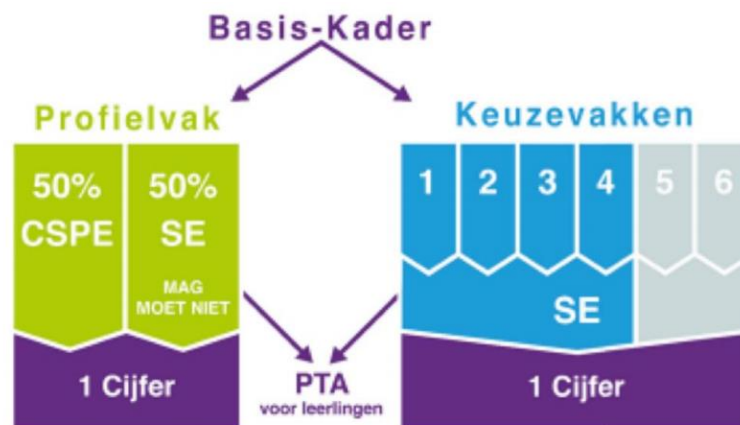 Basis-Kader
Profielvak
50%
CSPE
50%
SE
MAG
MOET NIET
1 Cijfer
PTA
voor leerlingen
Keuzevakken
1 2 3 4 5 6
SE
1 Cijfer